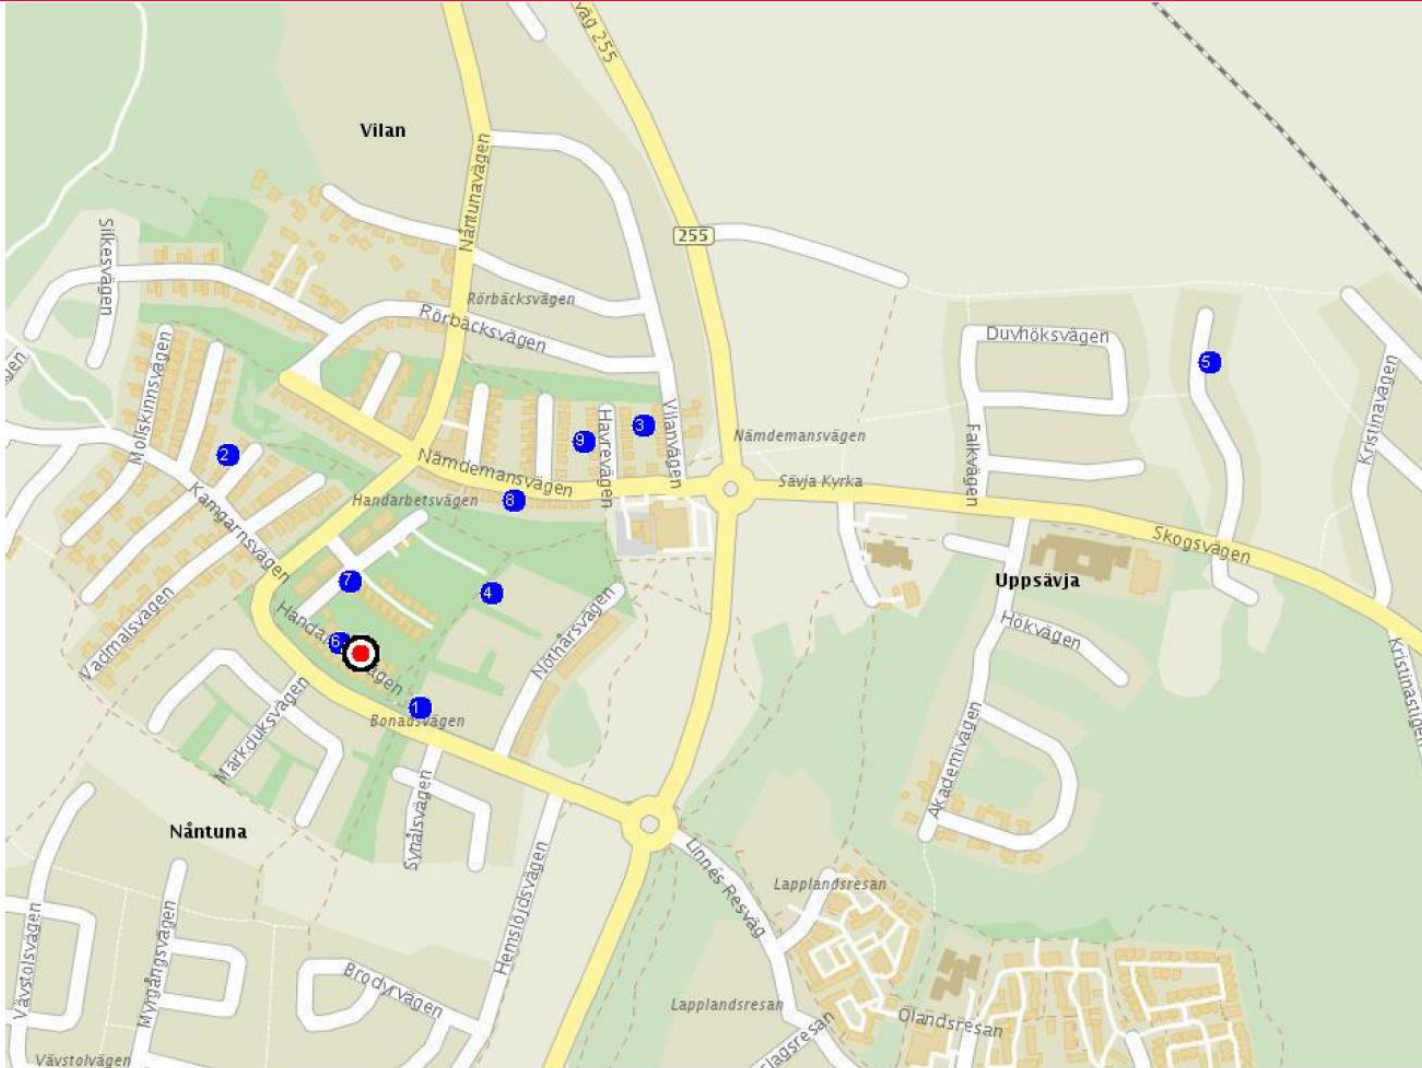 väg 255
Vilan
Nåntunavägen
255
Silkesvägen
Rörbäcksvägen
Rörbäcksvägen
Duvhöksvägen
5
Mollskinnsvägen
Kristinavägen
Havrevägen
Vilanvägen
3
9
2
Nämdemansvägen
Falkvägen
Nämdemansvägen
Sävja Kyrka
Handarbetsvägen
8
Kamgarnsvägen
Skogsvägen
7
Uppsävja
4
Vadmalsvägen
Nöthårsvägen
Hökvägen
6
Kristinastigen
1
Bonadsvägen
Markduksvägen
Akademivägen
Synålsvägen
Nåntuna
Hemslöjdsvägen
Linnés Resväg
Lapplandsresan
Vävstolsvägen
Myrgångsvägen
Brodyrvägen
Lapplandsresan
Ölandsresan
Vävstolvägen